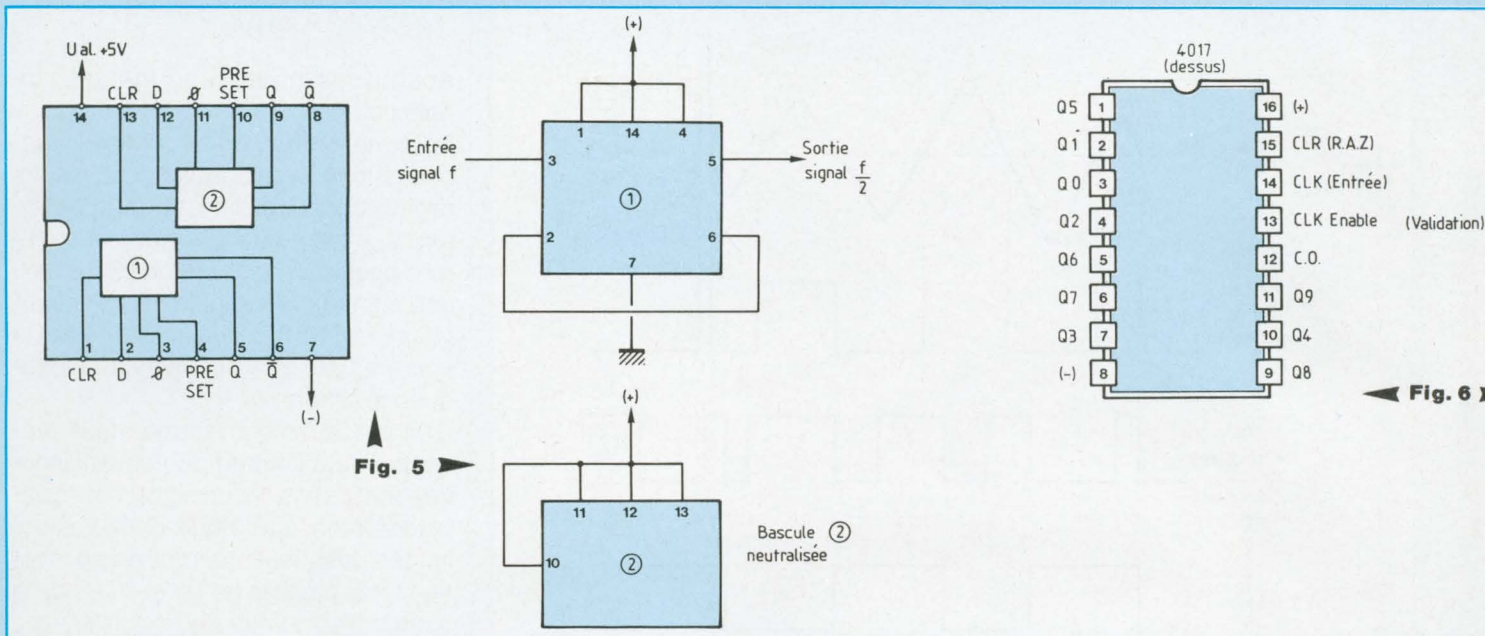 U al. +5V
CLR D ø PRE SET Q Q̅
14 13 12 11 10 9 8
②
①
1 2 3 4 5 6 7
CLR D ø PRE SET Q Q̅
(-)
Fig. 5
(+)
1 14 4
Entrée
signal f
3
①
5
Sortie
signal f/2
2
6
7
(+)
11 12 13
10
②
Bascule ②
neutralisée
4017
(dessus)
Q5 1 16 (+)
Q1 2 15 CLR (R.A.Z)
Q0 3 14 CLK (Entrée)
Q2 4 13 CLK Enable (Validation)
Q6 5 12 C.O.
Q7 6 11 Q9
Q3 7 10 Q4
(-) 8 9 Q8
Fig. 6